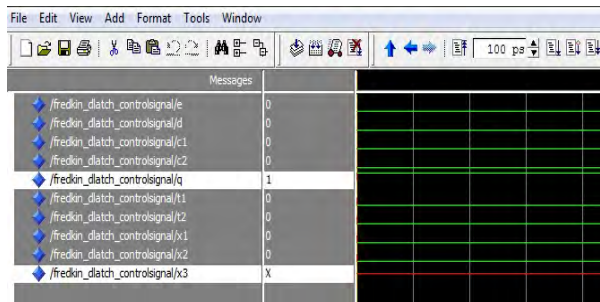 File Edit View Add Format Tools Window
100 ps
Messages
/fredkin_dlatch_controlsignal/e 0
/fredkin_dlatch_controlsignal/d 0
/fredkin_dlatch_controlsignal/c1 0
/fredkin_dlatch_controlsignal/c2 0
/fredkin_dlatch_controlsignal/q 1
/fredkin_dlatch_controlsignal/t1 0
/fredkin_dlatch_controlsignal/t2 0
/fredkin_dlatch_controlsignal/x1 0
/fredkin_dlatch_controlsignal/x2 0
/fredkin_dlatch_controlsignal/x3 X